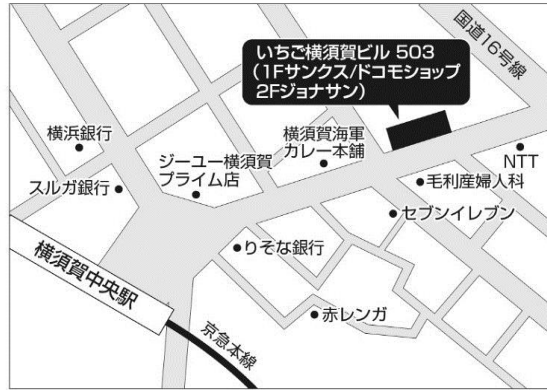 国道16号線
いちご横須賀ビル 503
(1Fサンクス/ドコモショップ
2Fジョナサン)
横浜銀行
スルガ銀行
ジーユー横須賀
プライム店
横須賀海軍
カレー本舗
NTT
毛利産婦人科
セブンイレブン
りそな銀行
横須賀中央駅
赤レンガ
京急本線